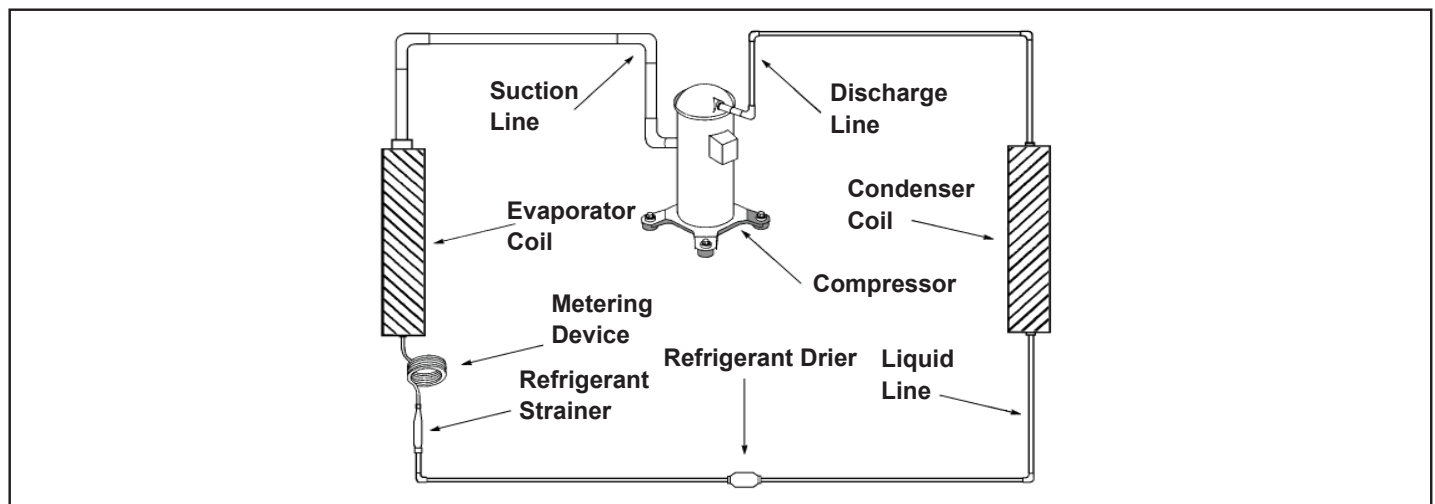 Suction
Line
Discharge
Line
Evaporator
Coil
Condenser
Coil
Compressor
Metering
Device
Refrigerant Drier
Liquid
Line
Refrigerant
Strainer